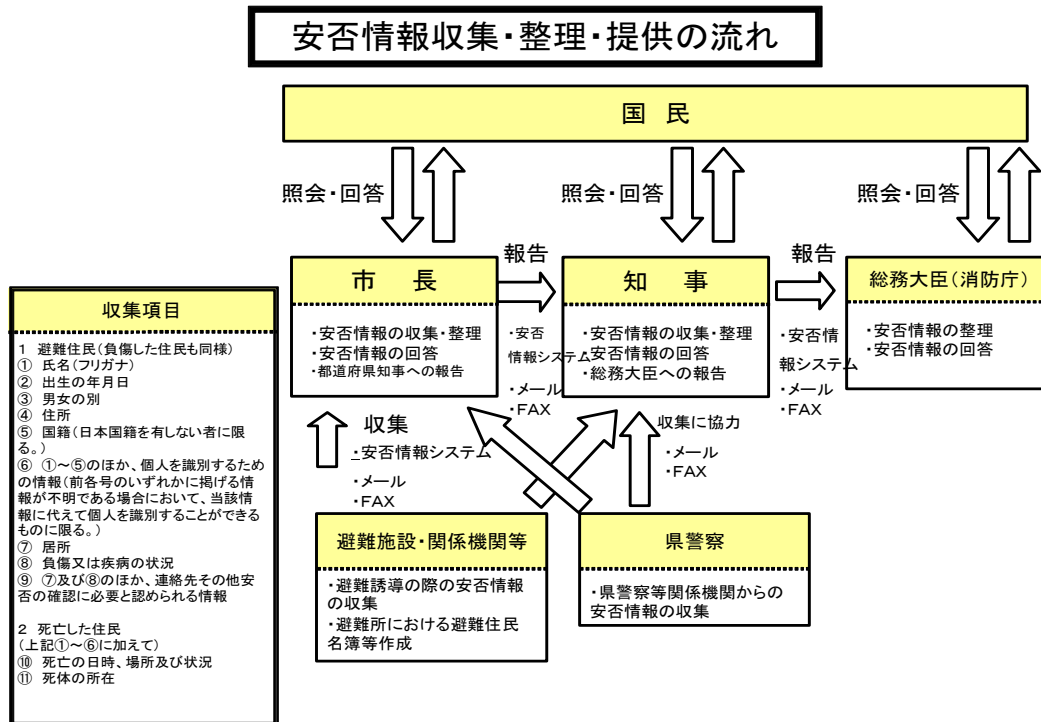 安否情報収集・整理・提供の流れ
国 民
照会・回答
照会・回答
照会・回答
市 長
・安否情報の収集・整理
・安否情報の回答
・都道府県知事への報告
報告
・安否
情報システム
・メール
・FAX
知 事
・安否情報の収集・整理
・安否情報の回答
・総務大臣への報告
報告
・安否情
報システム
・メール
・FAX
総務大臣(消防庁)
・安否情報の整理
・安否情報の回答
収集項目
1 避難住民(負傷した住民も同様)
① 氏名(フリガナ)
② 出生の年月日
③ 男女の別
④ 住所
⑤ 国籍(日本国籍を有しない者に限
る。)
⑥ ①~⑤のほか、個人を識別するため
の情報(前各号のいずれかに掲げる情
報が不明である場合において、当該情
報に代えて個人を識別することができる
ものに限る。)
⑦ 居所
⑧ 負傷又は疾病の状況
⑨ ⑦及び⑧のほか、連絡先その他安
否の確認に必要と認められる情報
2 死亡した住民
(上記①~⑥に加えて)
⑩ 死亡の日時、場所及び状況
⑪ 死体の所在
収集
・安否情報システム
・メール
・FAX
収集に協力
・メール
・FAX
避難施設・関係機関等
・避難誘導の際の安否情報
の収集
・避難所における避難住民
名簿等作成
県警察
・県警察等関係機関からの
安否情報の収集